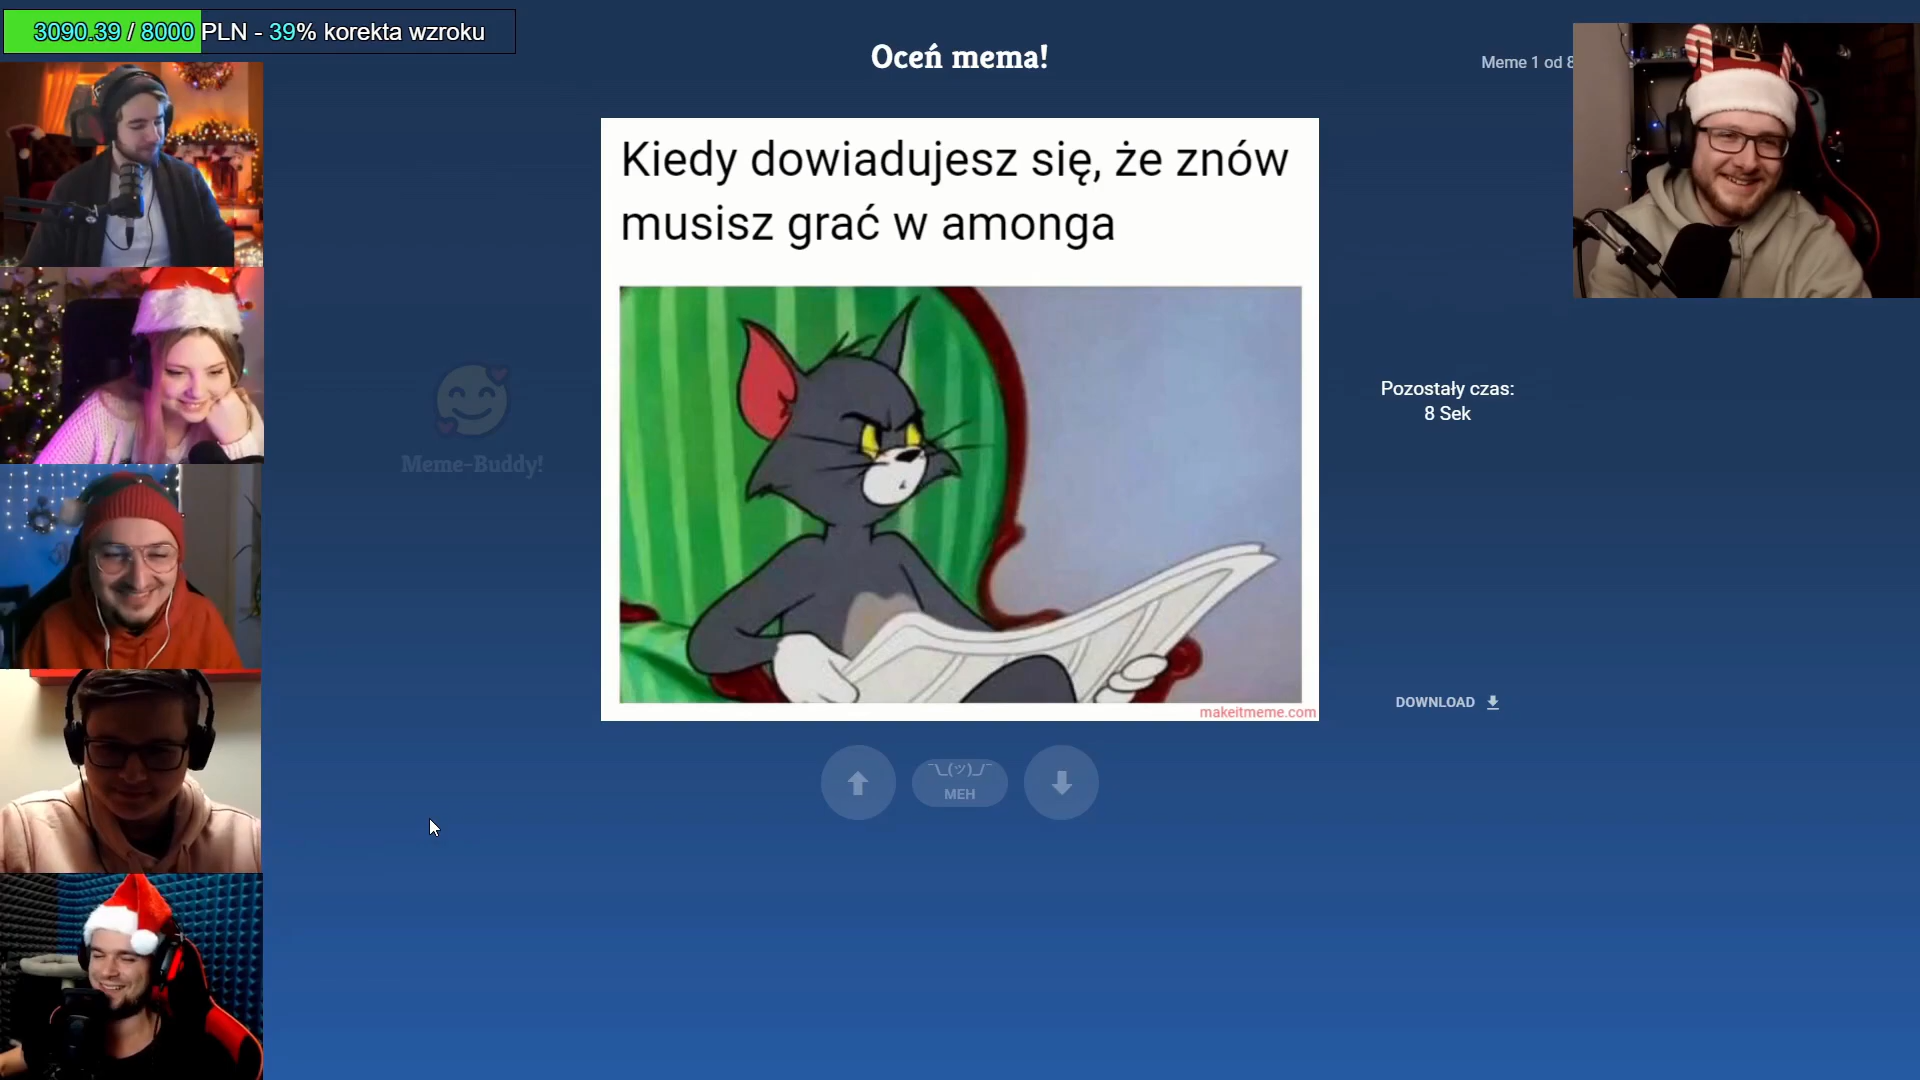 3090.39 / 8000 PLN - 39% korekta wzroku
Oceń mema!
Meme 1 od 8
Kiedy dowiadujesz się, że znów
musisz grać w amonga
Meme-Buddy!
Pozostały czas:
8 Sek
DOWNLOAD
makeitmeme.com
¯\_(ツ)_/¯
MEH